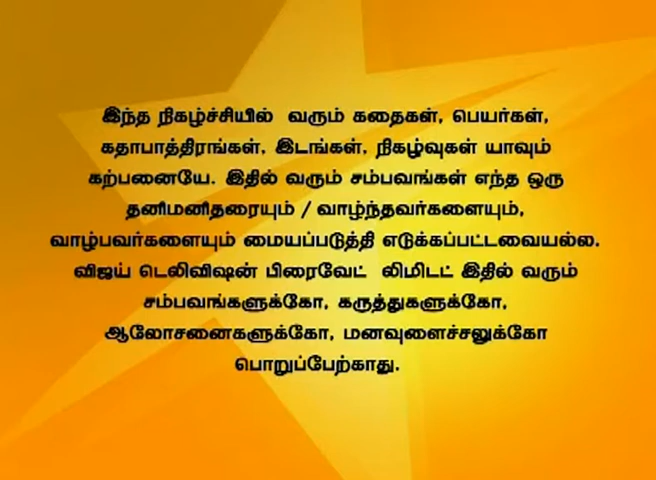 இந்த நிகழ்ச்சியில் வரும் கதைகள், பெயர்கள்,
கதாபாத்திரங்கள், இடங்கள், நிகழ்வுகள் யாவும்
கற்பனையே. இதில் வரும் சம்பவங்கள் எந்த ஒரு
தனிமனிதரையும் / வாழ்ந்தவர்களையும்,
வாழ்பவர்களையும் மையப்படுத்தி எடுக்கப்பட்டவையல்ல.
விஜய் டெலிவிஷன் பிரைவேட் லிமிடட் இதில் வரும்
சம்பவங்களுக்கோ, கருத்துகளுக்கோ,
ஆலோசனைகளுக்கோ, மனவுளைச்சலுக்கோ
பொறுப்பேற்காது.